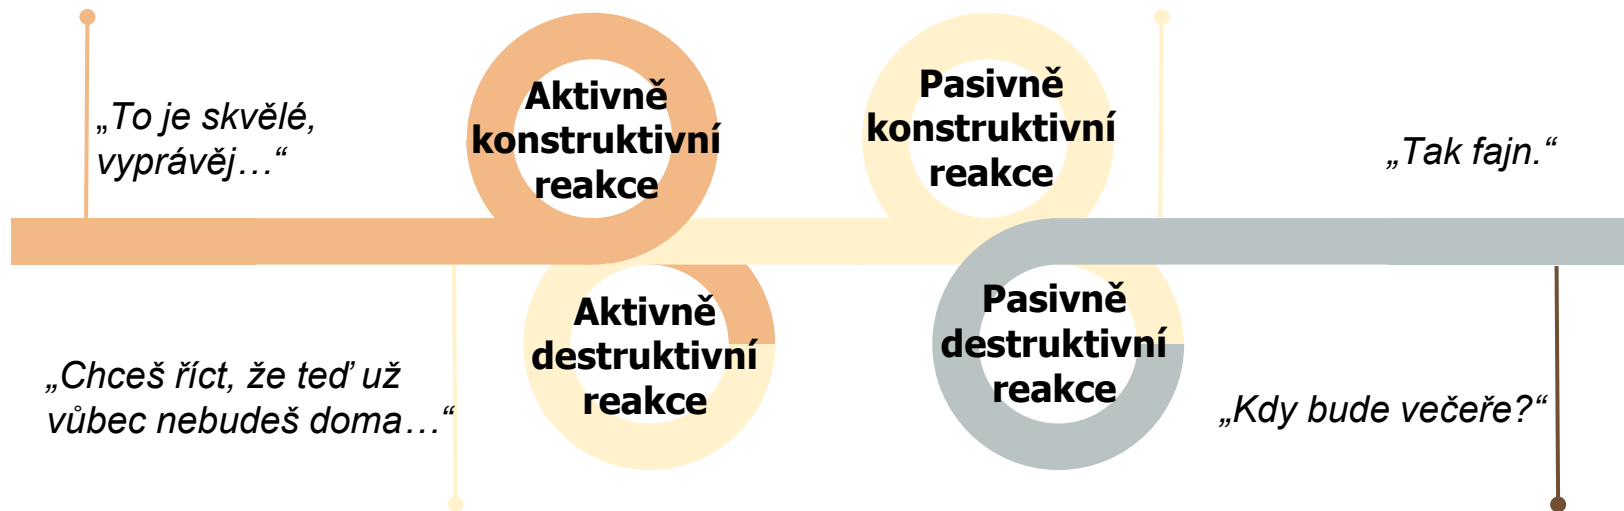 „To je skvělé,
vyprávěj…“
Aktivně
konstruktivní
reakce
Pasivně
konstruktivní
reakce
„Tak fajn.“
„Chceš říct, že teď už
vůbec nebudeš doma…“
Aktivně
destruktivní
reakce
Pasivně
destruktivní
reakce
„Kdy bude večeře?“